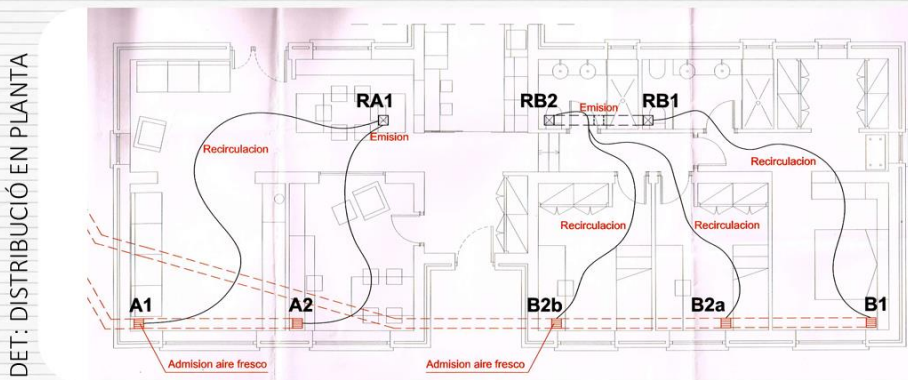 DET: DISTRIBUCIÓ EN PLANTA
RA1
RB2
RB1
Emision
Emision
Recirculacion
Recirculacion
Recirculacion
Recirculacion
A1
A2
B2b
B2a
B1
Admision aire fresco
Admision aire fresco